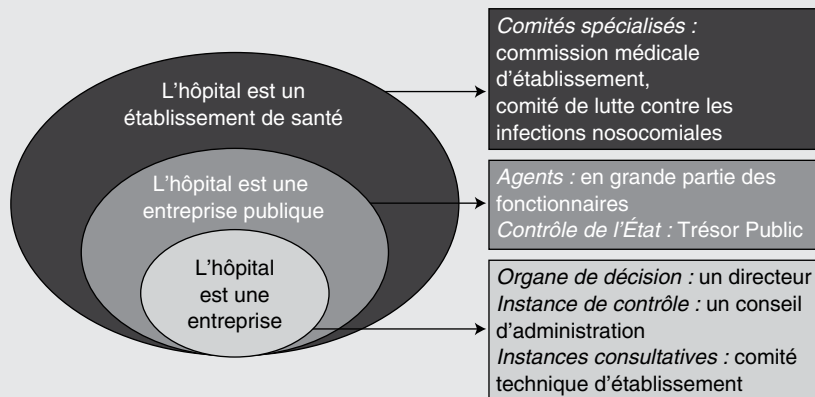 L'hôpital est un
établissement de santé
L'hôpital est une
entreprise publique
L'hôpital
est une
entreprise
Comités spécialisés :
commission médicale
d'établissement,
comité de lutte contre les
infections nosocomiales
Agents : en grande partie des
fonctionnaires
Contrôle de l'État : Trésor Public
Organe de décision : un directeur
Instance de contrôle : un conseil
d'administration
Instances consultatives : comité
technique d'établissement